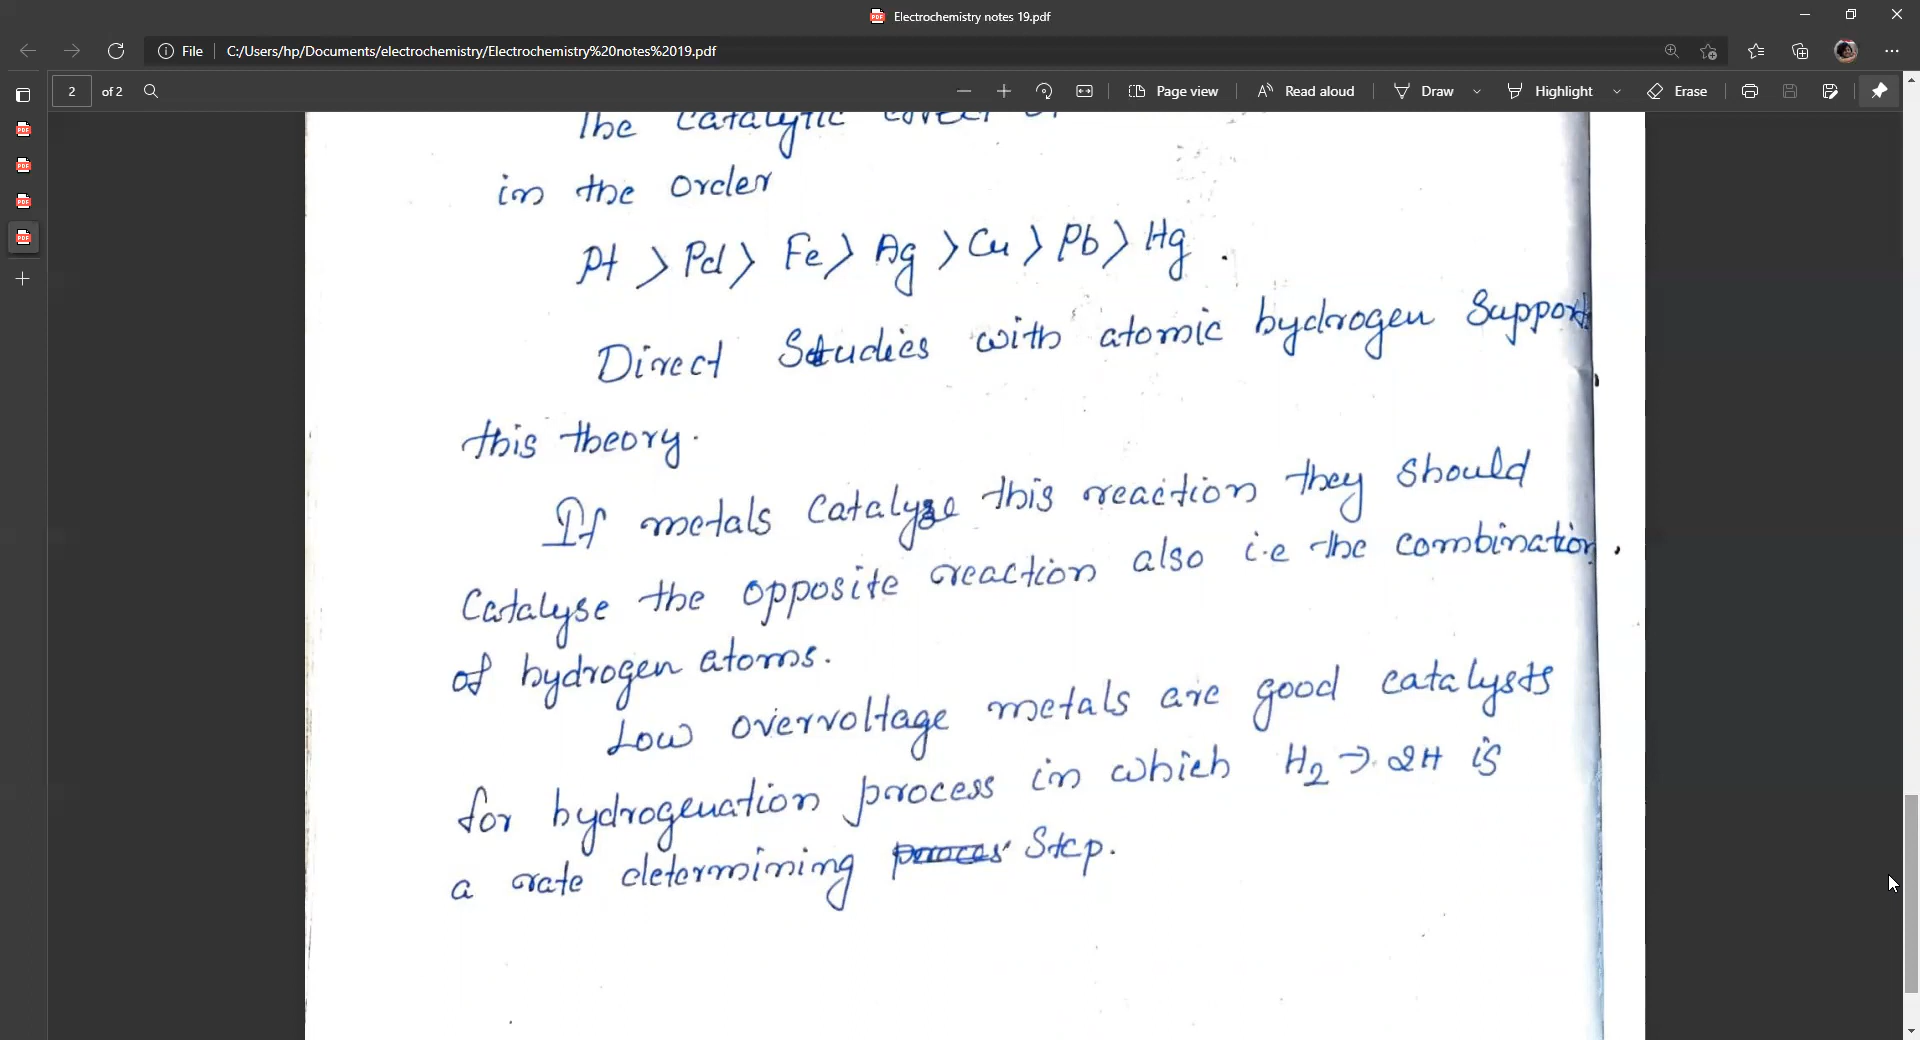 Electrochemistry notes 19.pdf
File C:/Users/hp/Documents/electrochemistry/Electrochemistry%20notes%2019.pdf
2 of 2 Page view Read aloud Draw Highlight Erase
The catalytic
in the order
Pt > Pd > Fe > Ag > Cu > Pb > Hg .
Direct Studies with atomic hydrogen Support
this theory.
If metals Catalyse this reaction they should
Catalyse the opposite reaction also i.e the combination
of hydrogen atoms.
Low overvoltage metals are good catalysts
for hydrogenation process in which H₂ → 2H is
a rate determining Step.